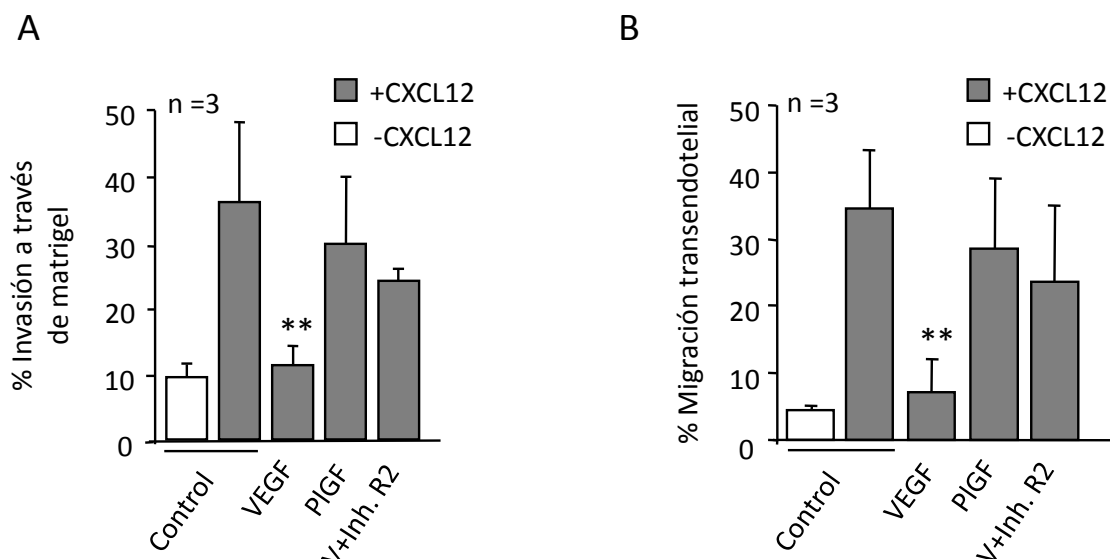 A
n =3
+CXCL12
-CXCL12
% Invasión a través
de matrigel
50
40
30
20
10
0
**
Control
VEGF
PlGF
V+Inh. R2
B
n =3
+CXCL12
-CXCL12
% Migración transendotelial
50
40
30
20
10
0
**
Control
VEGF
PlGF
V+Inh. R2